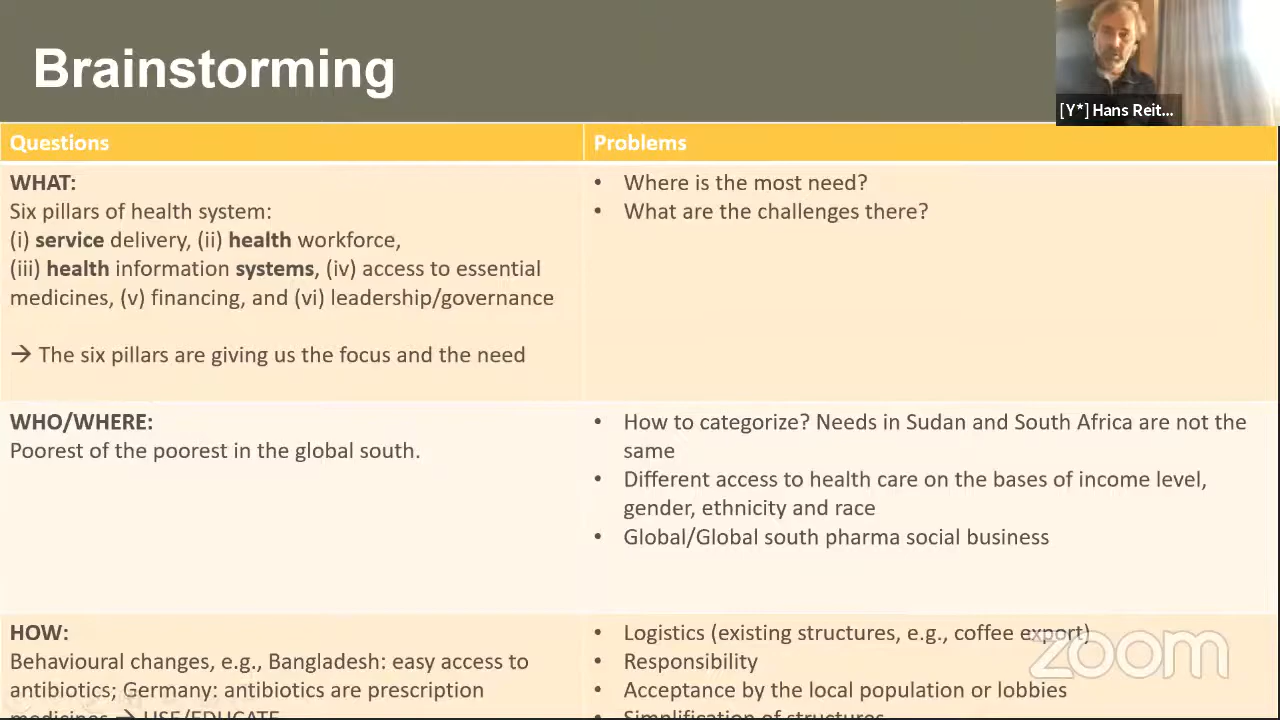 Brainstorming
[Y*] Hans Reit...
Questions
Problems
WHAT:
Six pillars of health system:
(i) service delivery, (ii) health workforce,
(iii) health information systems, (iv) access to essential
medicines, (v) financing, and (vi) leadership/governance
→ The six pillars are giving us the focus and the need
• Where is the most need?
• What are the challenges there?
WHO/WHERE:
Poorest of the poorest in the global south.
• How to categorize? Needs in Sudan and South Africa are not the
same
• Different access to health care on the bases of income level,
gender, ethnicity and race
• Global/Global south pharma social business
HOW:
Behavioural changes, e.g., Bangladesh: easy access to
antibiotics; Germany: antibiotics are prescription
medicines → USE/EDUCATE
• Logistics (existing structures, e.g., coffee export)
• Responsibility
• Acceptance by the local population or lobbies
• Simplification of structures
zoom